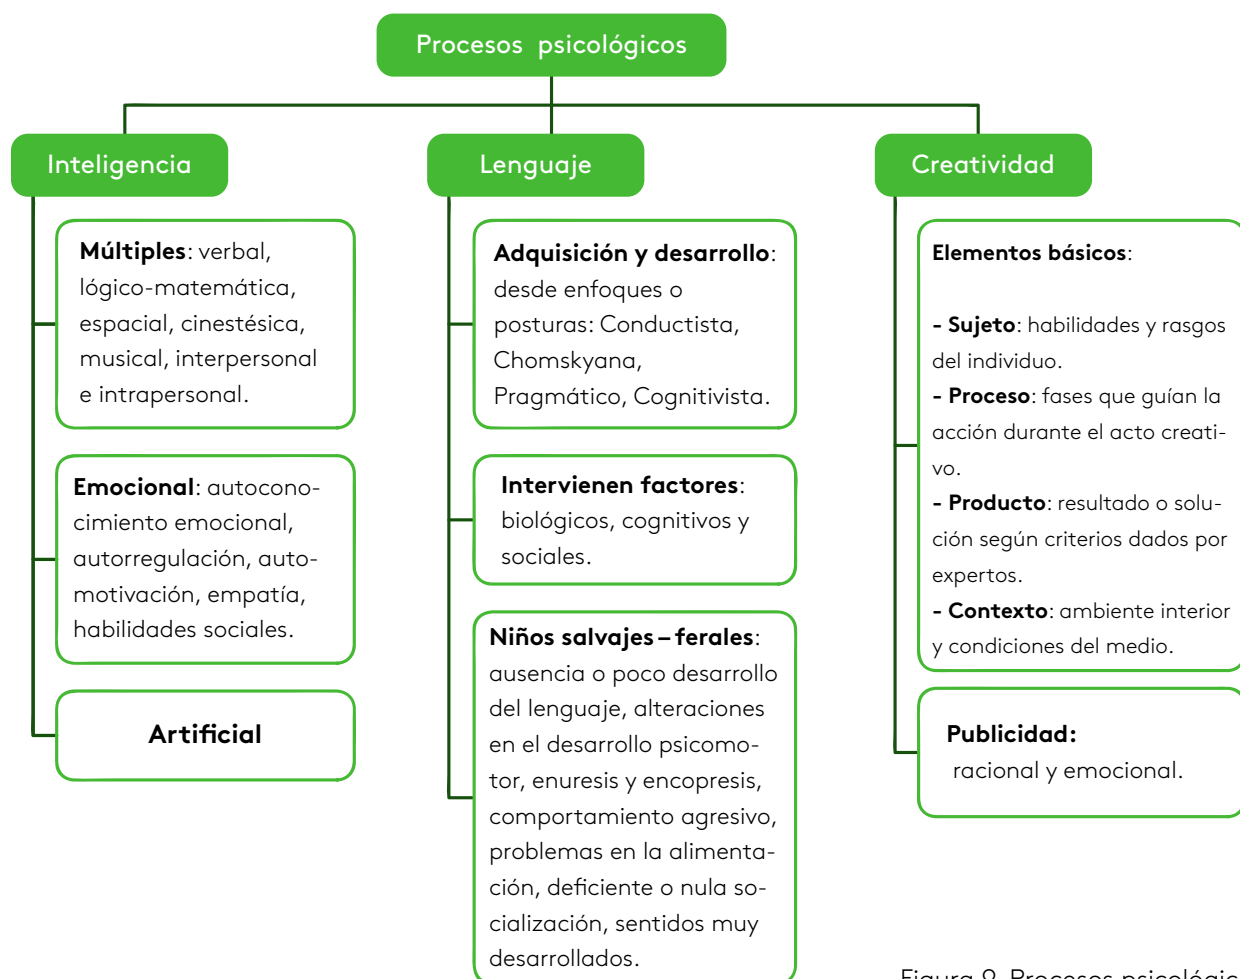 Procesos psicológicos
Inteligencia
Múltiples: verbal,
lógico-matemática,
espacial, cinestésica,
musical, interpersonal
e intrapersonal.
Emocional: autocono-
cimiento emocional,
autorregulación, auto-
motivación, empatía,
habilidades sociales.
Artificial
Lenguaje
Adquisición y desarrollo:
desde enfoques o
posturas: Conductista,
Chomskyana,
Pragmático, Cognitivista.
Intervienen factores:
biológicos, cognitivos y
sociales.
Niños salvajes – ferales:
ausencia o poco desarrollo
del lenguaje, alteraciones
en el desarrollo psicomo-
tor, enuresis y encopresis,
comportamiento agresivo,
problemas en la alimenta-
ción, deficiente o nula so-
cialización, sentidos muy
desarrollados.
Creatividad
Elementos básicos:
- Sujeto: habilidades y rasgos
del individuo.
- Proceso: fases que guían la
acción durante el acto creati-
vo.
- Producto: resultado o solu-
ción según criterios dados por
expertos.
- Contexto: ambiente interior
y condiciones del medio.
Publicidad:
racional y emocional.
Figura Procesos